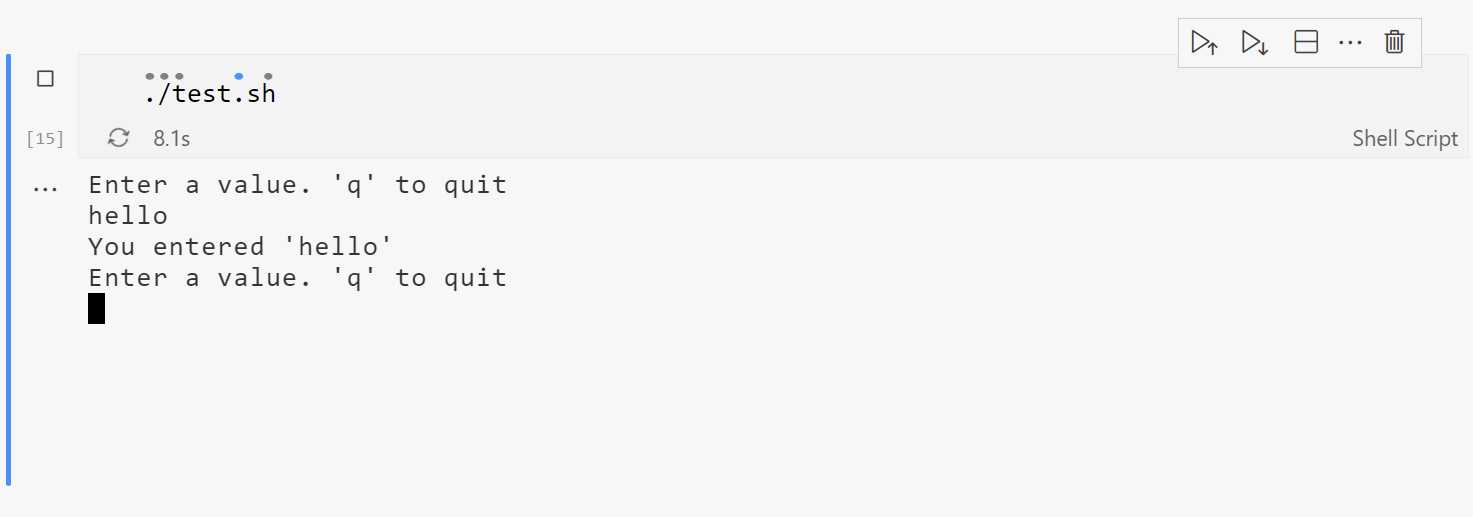 ./test.sh
[15] 8.1s Shell Script
Enter a value. 'q' to quit
hello
You entered 'hello'
Enter a value. 'q' to quit